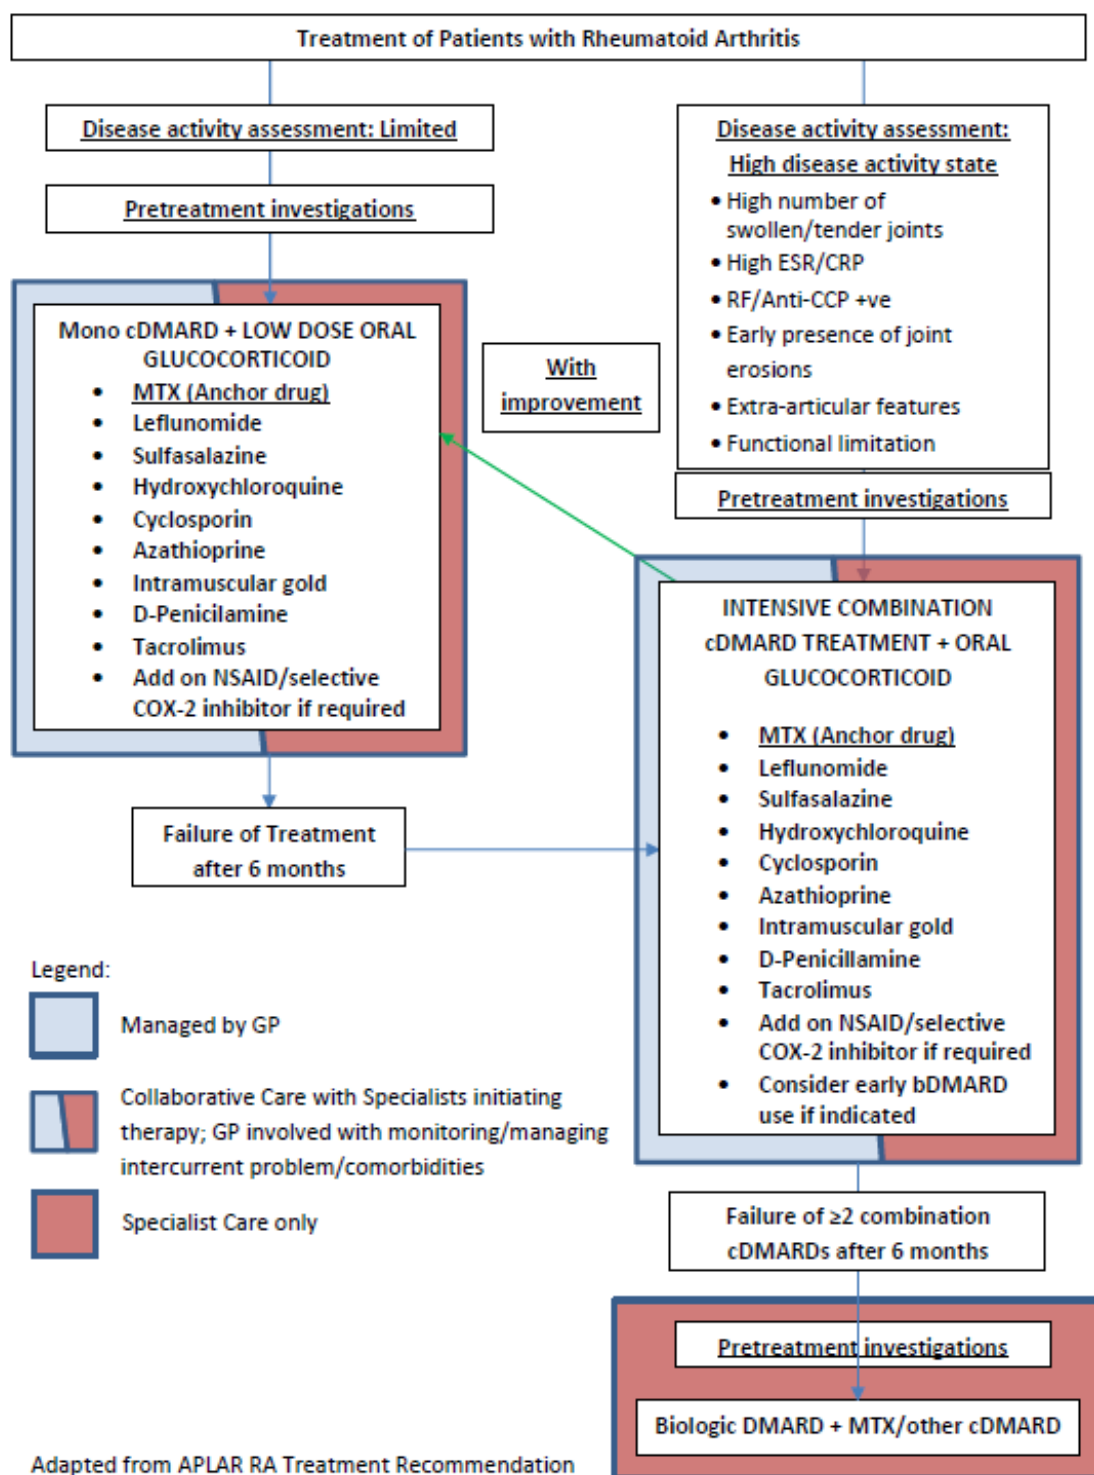 Treatment of Patients with Rheumatoid Arthritis
Disease activity assessment: Limited
Pretreatment investigations
Mono cDMARD + LOW DOSE ORAL
GLUCOCORTICOID
• MTX (Anchor drug)
• Leflunomide
• Sulfasalazine
• Hydroxychloroquine
• Cyclosporin
• Azathioprine
• Intramuscular gold
• D-Penicilamine
• Tacrolimus
• Add on NSAID/selective
COX-2 inhibitor if required
Failure of Treatment
after 6 months
With
improvement
Disease activity assessment:
High disease activity state
• High number of
swollen/tender joints
• High ESR/CRP
• RF/Anti-CCP +ve
• Early presence of joint
erosions
• Extra-articular features
• Functional limitation
Pretreatment investigations
INTENSIVE COMBINATION
cDMARD TREATMENT + ORAL
GLUCOCORTICOID
• MTX (Anchor drug)
• Leflunomide
• Sulfasalazine
• Hydroxychloroquine
• Cyclosporin
• Azathioprine
• Intramuscular gold
• D-Penicillamine
• Tacrolimus
• Add on NSAID/selective
COX-2 inhibitor if required
• Consider early bDMARD
use if indicated
Failure of ≥2 combination
cDMARDs after 6 months
Pretreatment investigations
Biologic DMARD + MTX/other cDMARD
Legend:
Managed by GP
Collaborative Care with Specialists initiating
therapy; GP involved with monitoring/managing
intercurrent problem/comorbidities
Specialist Care only
Adapted from APLAR RA Treatment Recommendation